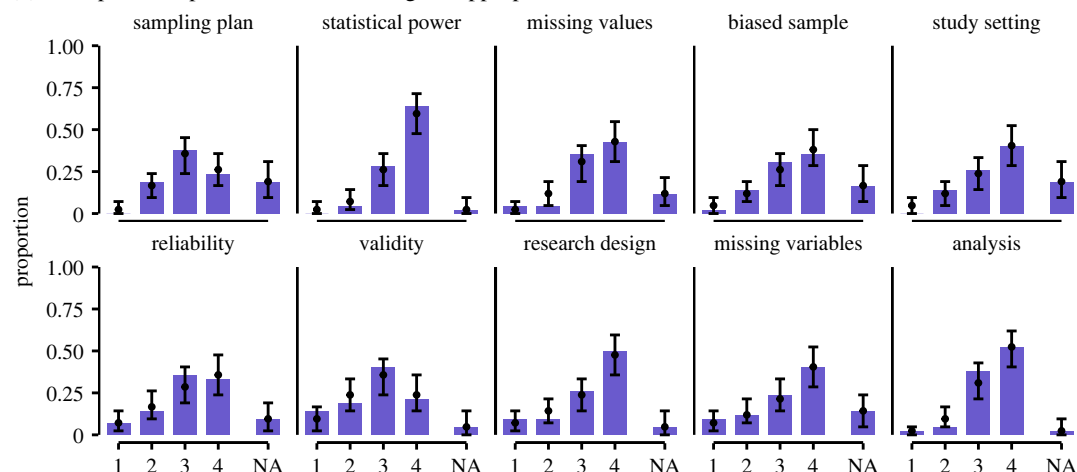 sampling plan statistical power missing values biased sample study setting
1.00
0.75
0.50
0.25
0
reliability validity research design missing variables analysis
1.00
0.75
0.50
0.25
0
proportion
1 2 3 4 NA 1 2 3 4 NA 1 2 3 4 NA 1 2 3 4 NA 1 2 3 4 NA